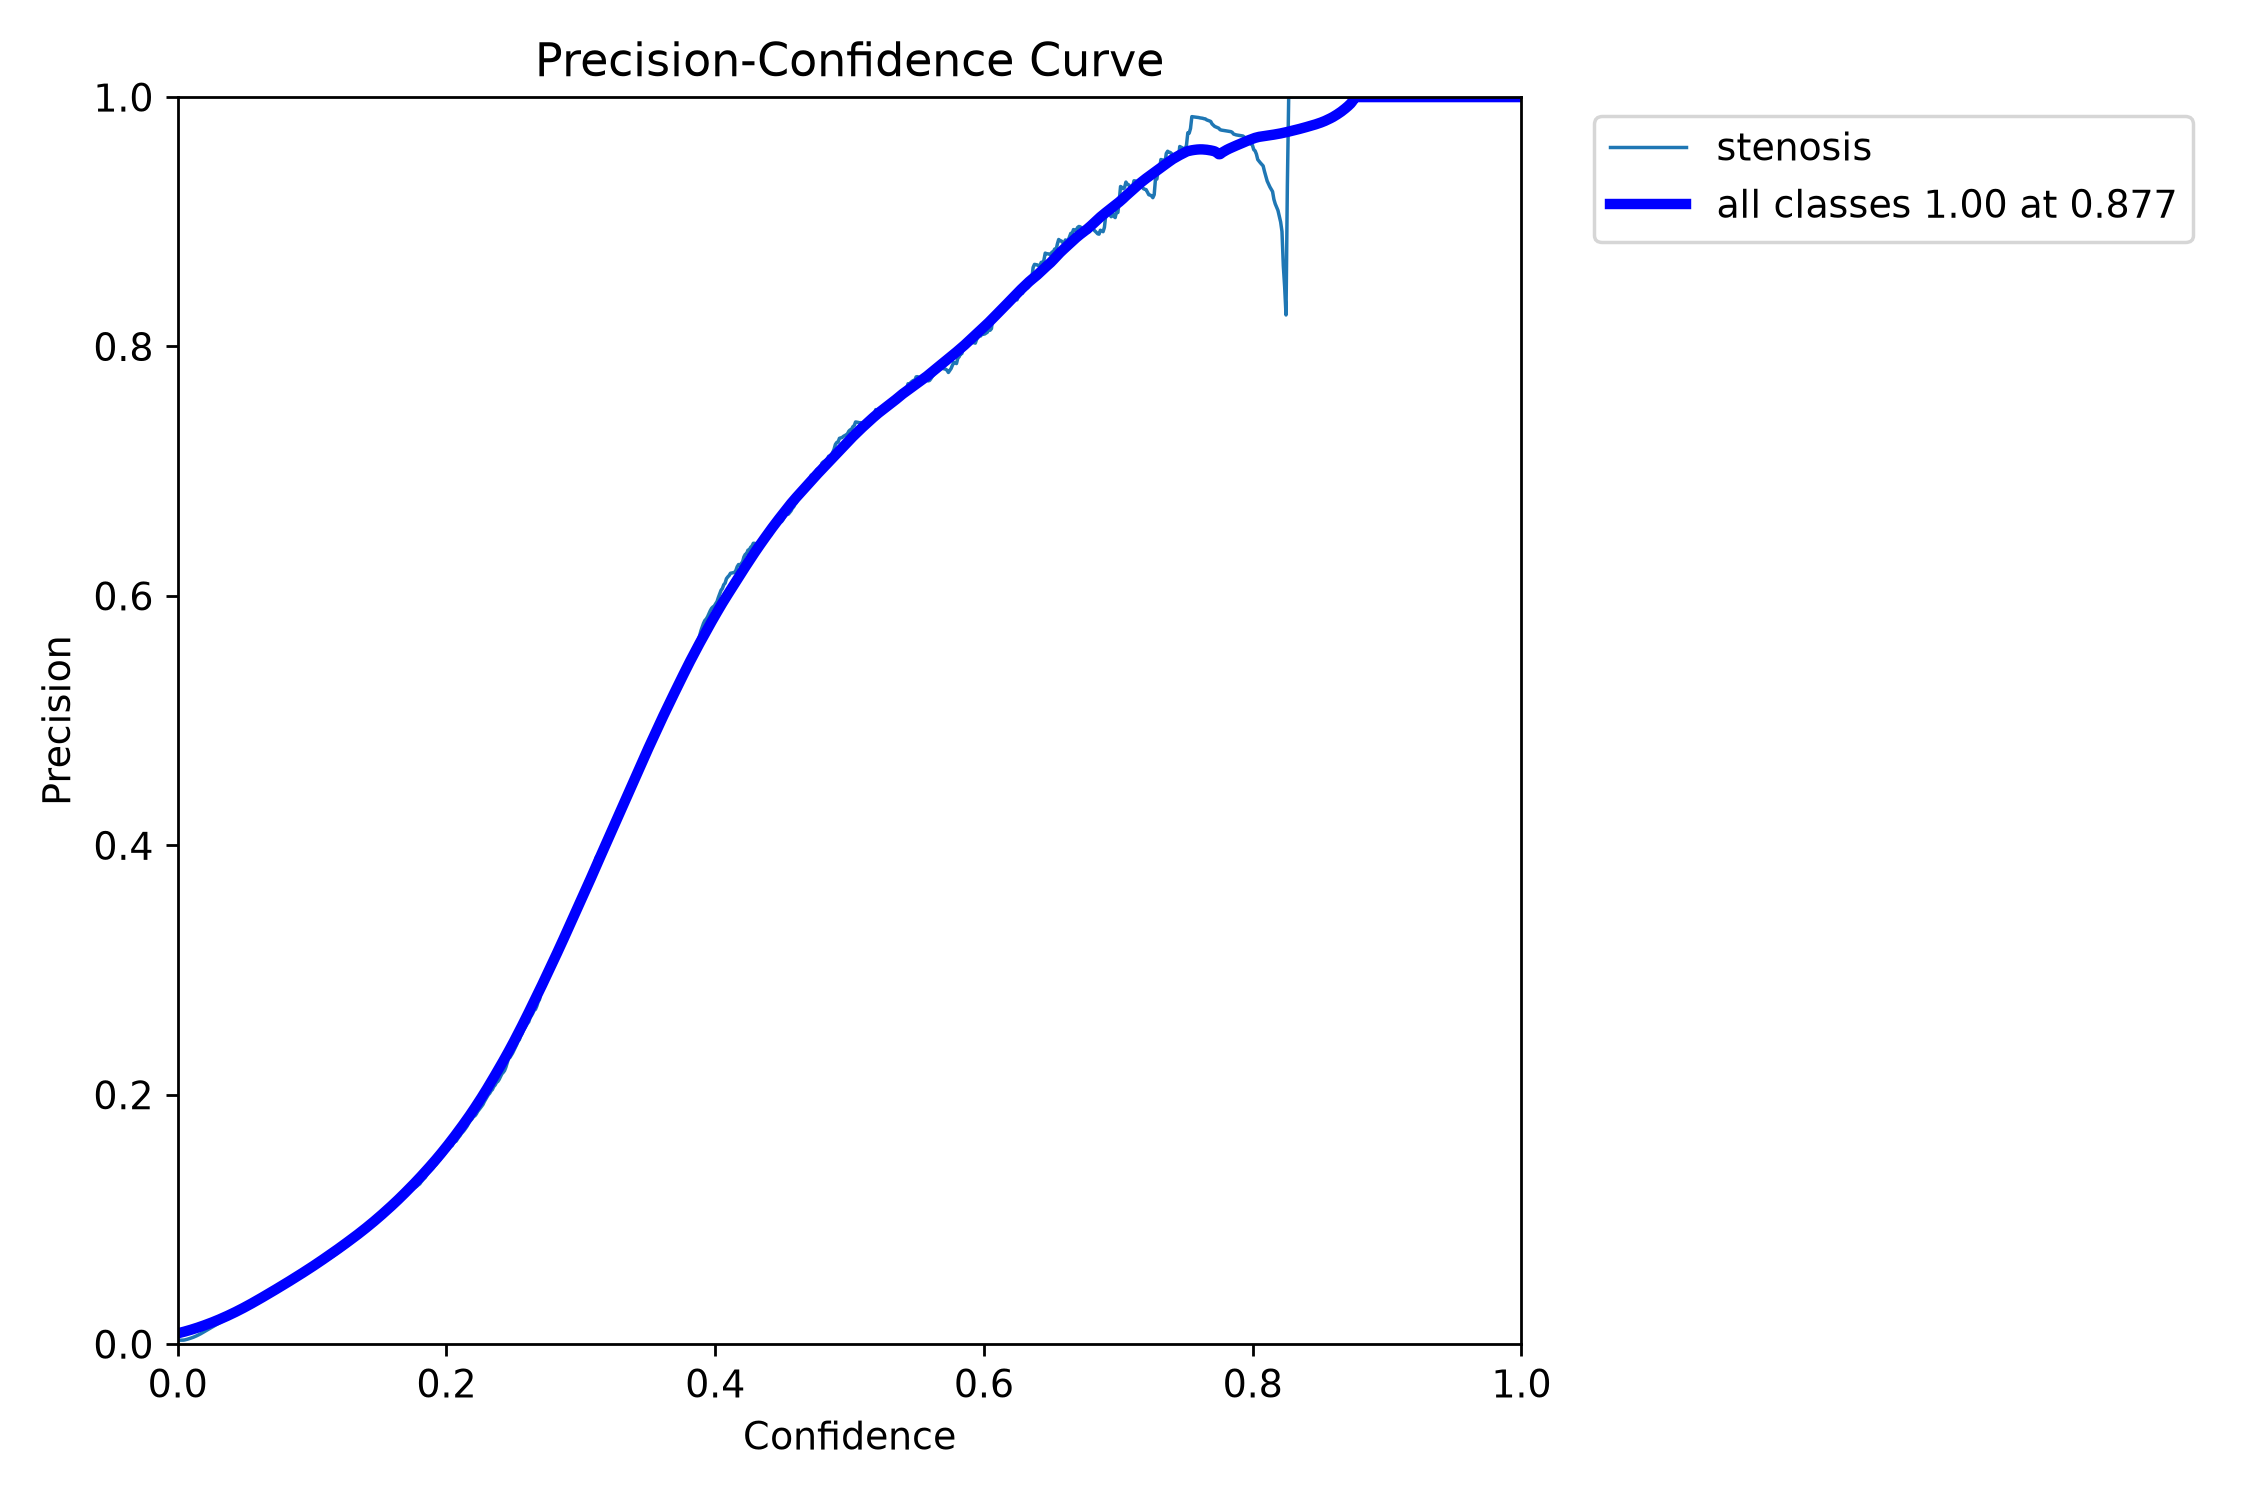 Precision-Confidence Curve
1.0
0.8
0.6
0.4
0.2
0.0
Precision
0.0 0.2 0.4 0.6 0.8 1.0
Confidence
stenosis
all classes 1.00 at 0.877